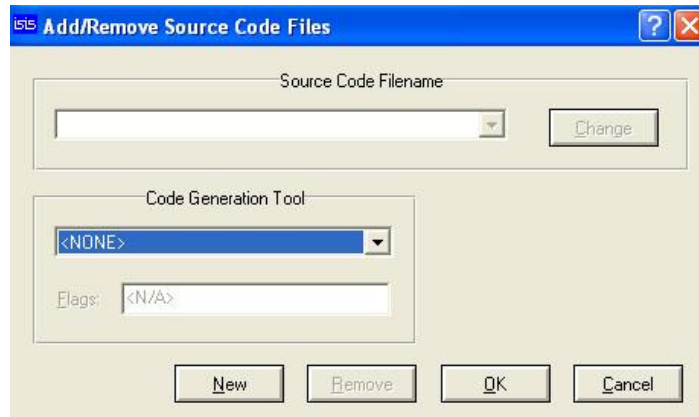 isis Add/Remove Source Code Files ?
Source Code Filename
Change
Code Generation Tool
<NONE>
Flags: <N/A>
New Remove OK Cancel